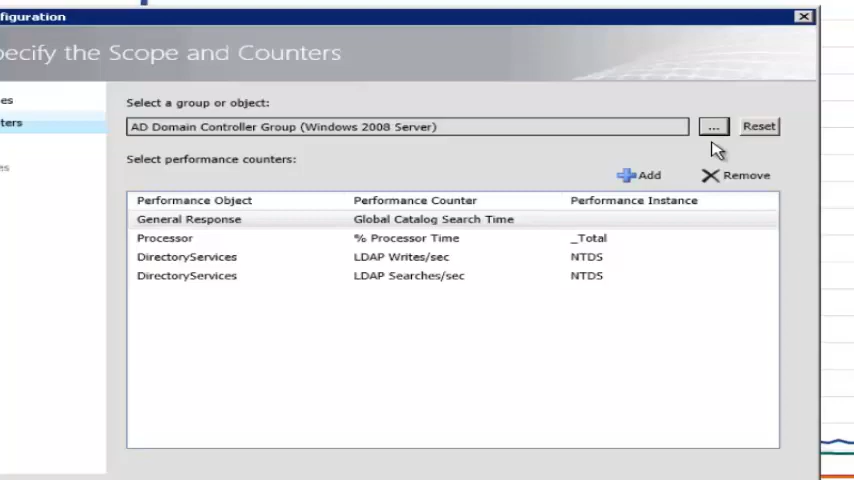 figuration
ecify the Scope and Counters
es
ters
es
Select a group or object:
AD Domain Controller Group (Windows 2008 Server)
...
Reset
Select performance counters:
Add
Remove
Performance Object Performance Counter Performance Instance
General Response Global Catalog Search Time
Processor % Processor Time _Total
DirectoryServices LDAP Writes/sec NTDS
DirectoryServices LDAP Searches/sec NTDS